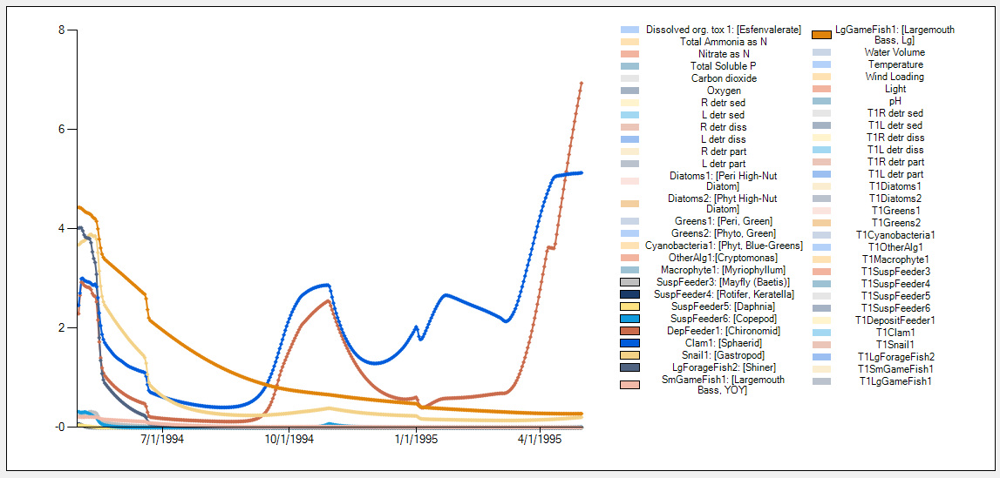 8
6
4
2
-0
7/1/1994
10/1/1994
1/1/1995
4/1/1995
Dissolved org. tox 1: [Esfenvalerate]
Total Ammonia as N
Nitrate as N
Total Soluble P
Carbon dioxide
Oxygen
R detr sed
L detr sed
R detr diss
L detr diss
R detr part
L detr part
Diatoms1: [Peri High-Nut
Diatom]
Diatoms2: [Phyt High-Nut
Diatom]
Greens1: [Peri, Green]
Greens2: [Phyto, Green]
Cyanobacteria1: [Phyt, Blue-Greens]
OtherAlg1:[Cryptomonas]
Macrophyte1: [Myriophyllum]
SuspFeeder3: [Mayfly (Baetis)]
SuspFeeder4: [Rotifer, Keratella]
SuspFeeder5: [Daphnia]
SuspFeeder6: [Copepod]
DepFeeder1: [Chironomid]
Clam1: [Sphaerid]
Snail1: [Gastropod]
LgForageFish2: [Shiner]
SmGameFish1: [Largemouth
Bass, YOY]
LgGameFish1: [Largemouth
Bass, Lg]
Water Volume
Temperature
Wind Loading
Light
pH
T1R detr sed
T1L detr sed
T1R detr diss
T1L detr diss
T1R detr part
T1L detr part
T1Diatoms1
T1Diatoms2
T1Greens1
T1Greens2
T1Cyanobacteria1
T1OtherAlg1
T1Macrophyte1
T1SuspFeeder3
T1SuspFeeder4
T1SuspFeeder5
T1SuspFeeder6
T1DepositFeeder1
T1Clam1
T1Snail1
T1LgForageFish2
T1SmGameFish1
T1LgGameFish1